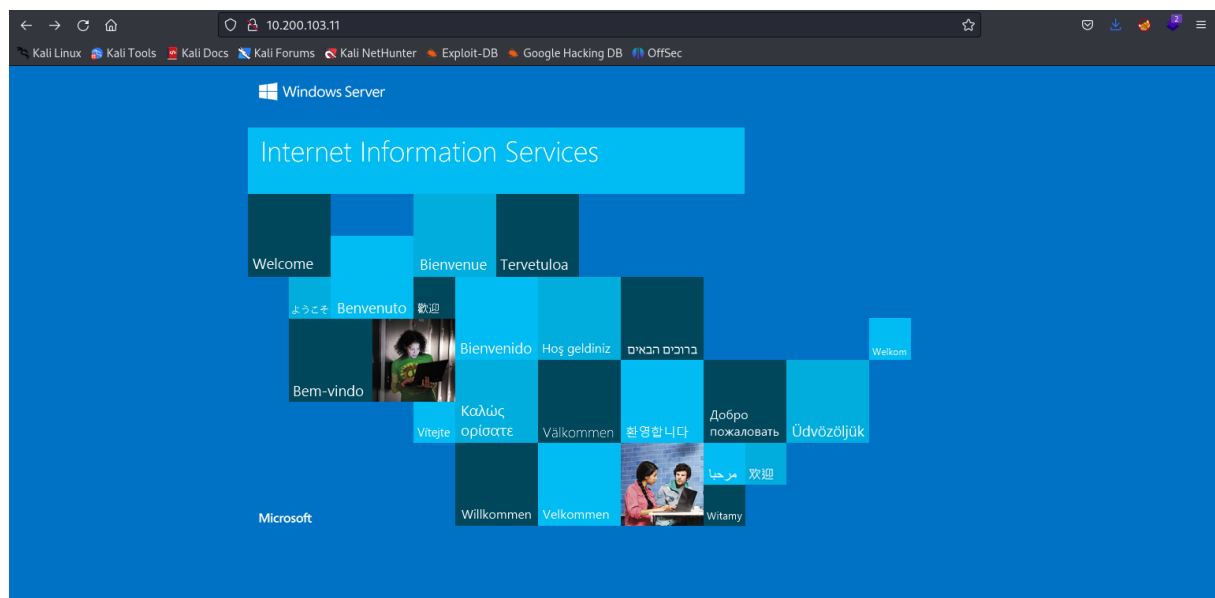 10.200.103.11
2
Kali Linux Kali Tools Kali Docs Kali Forums Kali NetHunter Exploit-DB Google Hacking DB OffSec
Windows Server
Internet Information Services
Welcome
Bienvenue
Tervetuloa
ようこそ
Benvenuto
歡迎
Bienvenido
Hoş geldiniz
ברוכים הבאים
Welkom
Bem-vindo
Vítejte
Καλώς
ορίσατε
Välkommen
환영합니다
Добро
пожаловать
Üdvözöljük
مرحبا
欢迎
Willkommen
Velkommen
Witamy
Microsoft